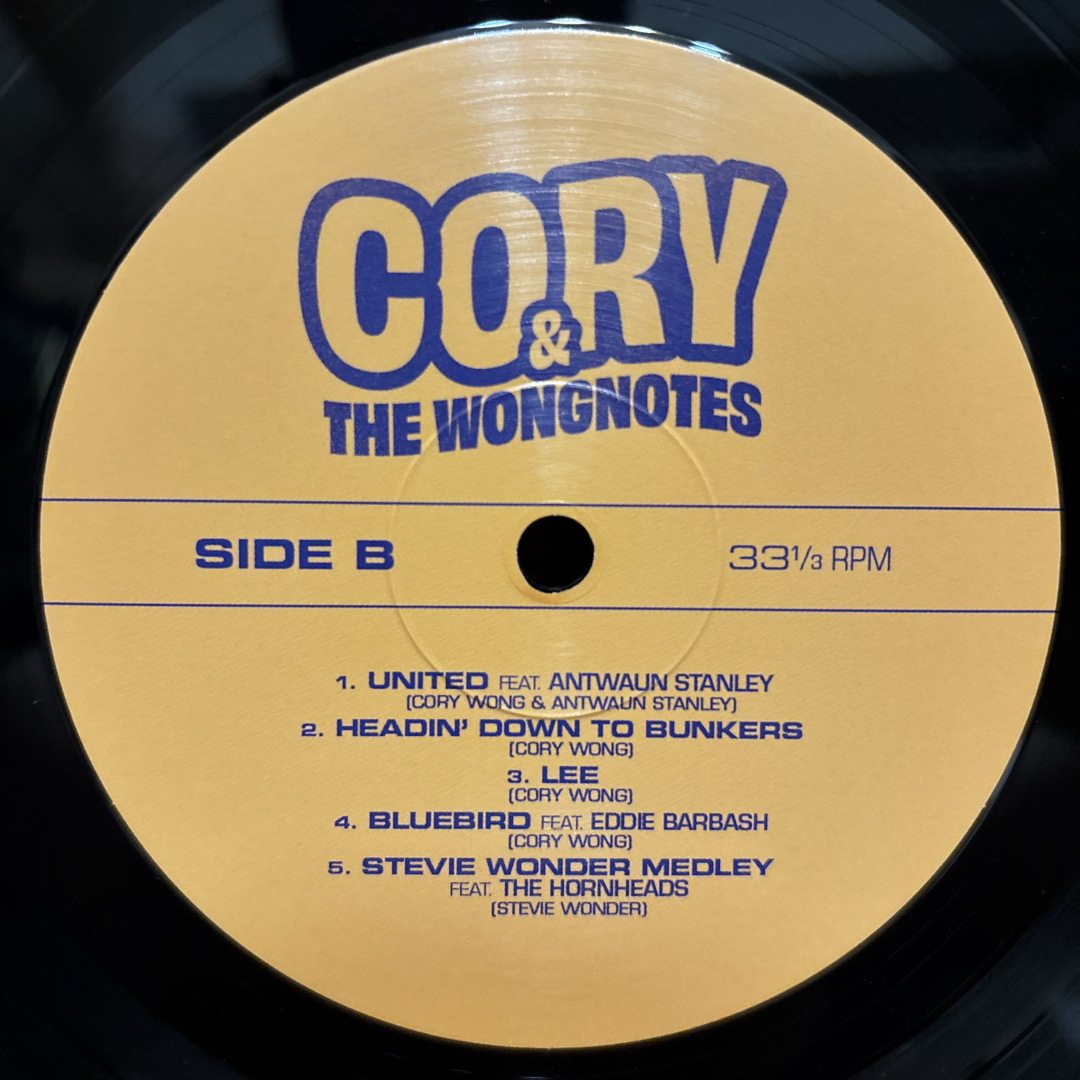 CORY
&
THE WONGNOTES
SIDE B
33 1/3 RPM
1. UNITED FEAT. ANTWAUN STANLEY
(CORY WONG & ANTWAUN STANLEY)
2. HEADIN' DOWN TO BUNKERS
(CORY WONG)
3. LEE
(CORY WONG)
4. BLUEBIRD FEAT. EDDIE BARBASH
(CORY WONG)
5. STEVIE WONDER MEDLEY
FEAT. THE HORNHEADS
(STEVIE WONDER)